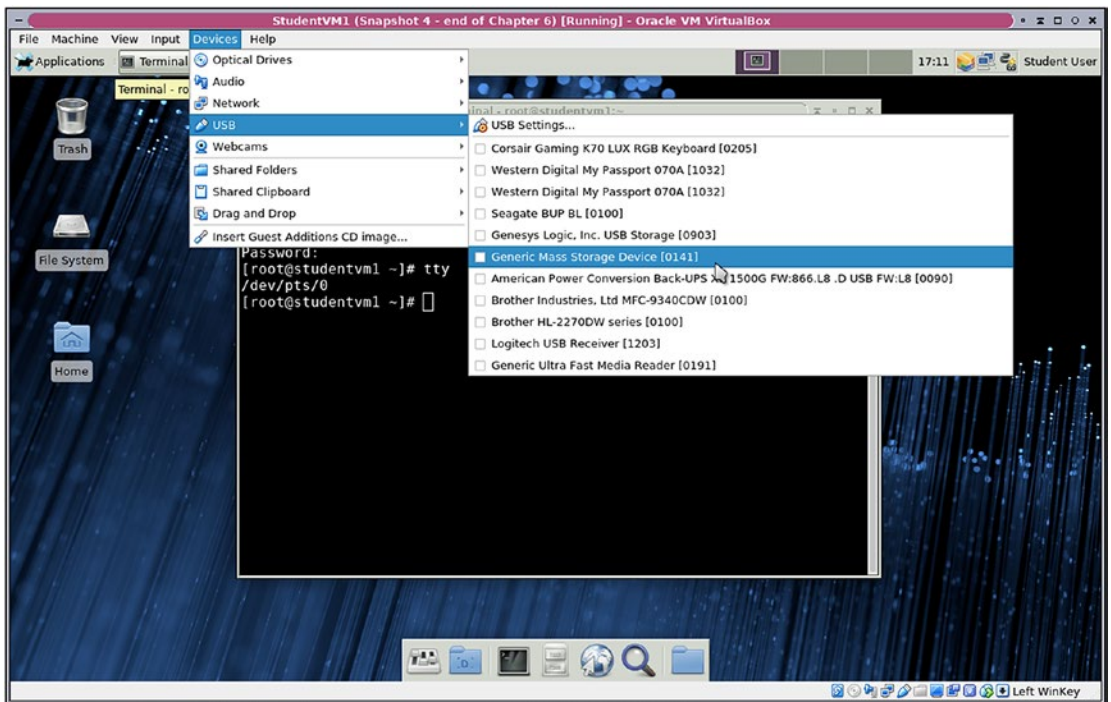 StudentVM1 (Snapshot 4 - end of Chapter 6) [Running] - Oracle VM VirtualBox
File Machine View Input Devices Help
Applications Terminal 17:11 Student User
Terminal - ro
Optical Drives
Audio
Network
USB
Webcams
Shared Folders
Shared Clipboard
Drag and Drop
Insert Guest Additions CD image...
inal - root@studentvm1:~
USB Settings...
Corsair Gaming K70 LUX RGB Keyboard [0205]
Western Digital My Passport 070A [1032]
Western Digital My Passport 070A [1032]
Seagate BUP BL [0100]
Genesys Logic, Inc. USB Storage [0903]
Generic Mass Storage Device [0141]
American Power Conversion Back-UPS 1500G FW:866.L8 .D USB FW:L8 [0090]
Brother Industries, Ltd MFC-9340CDW [0100]
Brother HL-2270DW series [0100]
Logitech USB Receiver [1203]
Generic Ultra Fast Media Reader [0191]
Trash
File System
Home
Password:
[root@studentvm1 ~]# tty
/dev/pts/0
[root@studentvm1 ~]#
Left WinKey